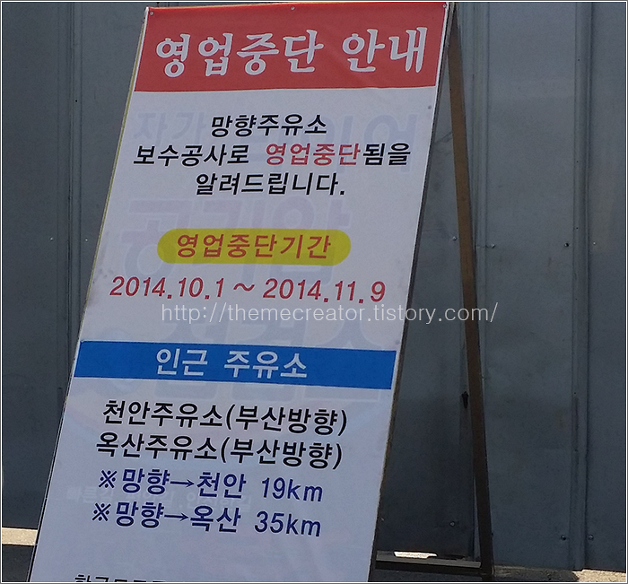 영업중단 안내
망향주유소
보수공사로 영업중단됨을
알려드립니다.
영업중단기간
2014.10.1 ~ 2014.11.9
http://themecreator.tistory.com/
인근 주유소
천안주유소(부산방향)
옥산주유소(부산방향)
※망향→천안 19km
※망향→옥산 35km